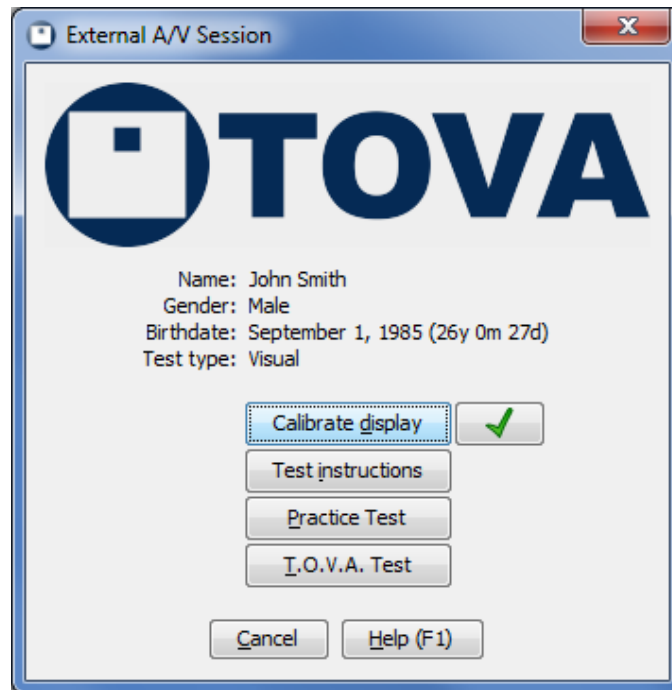 External A/V Session
TOVA
Name: John Smith
Gender: Male
Birthdate: September 1, 1985 (26y 0m 27d)
Test type: Visual
Calibrate display
Test instructions
Practice Test
T.O.V.A. Test
Cancel Help (F1)